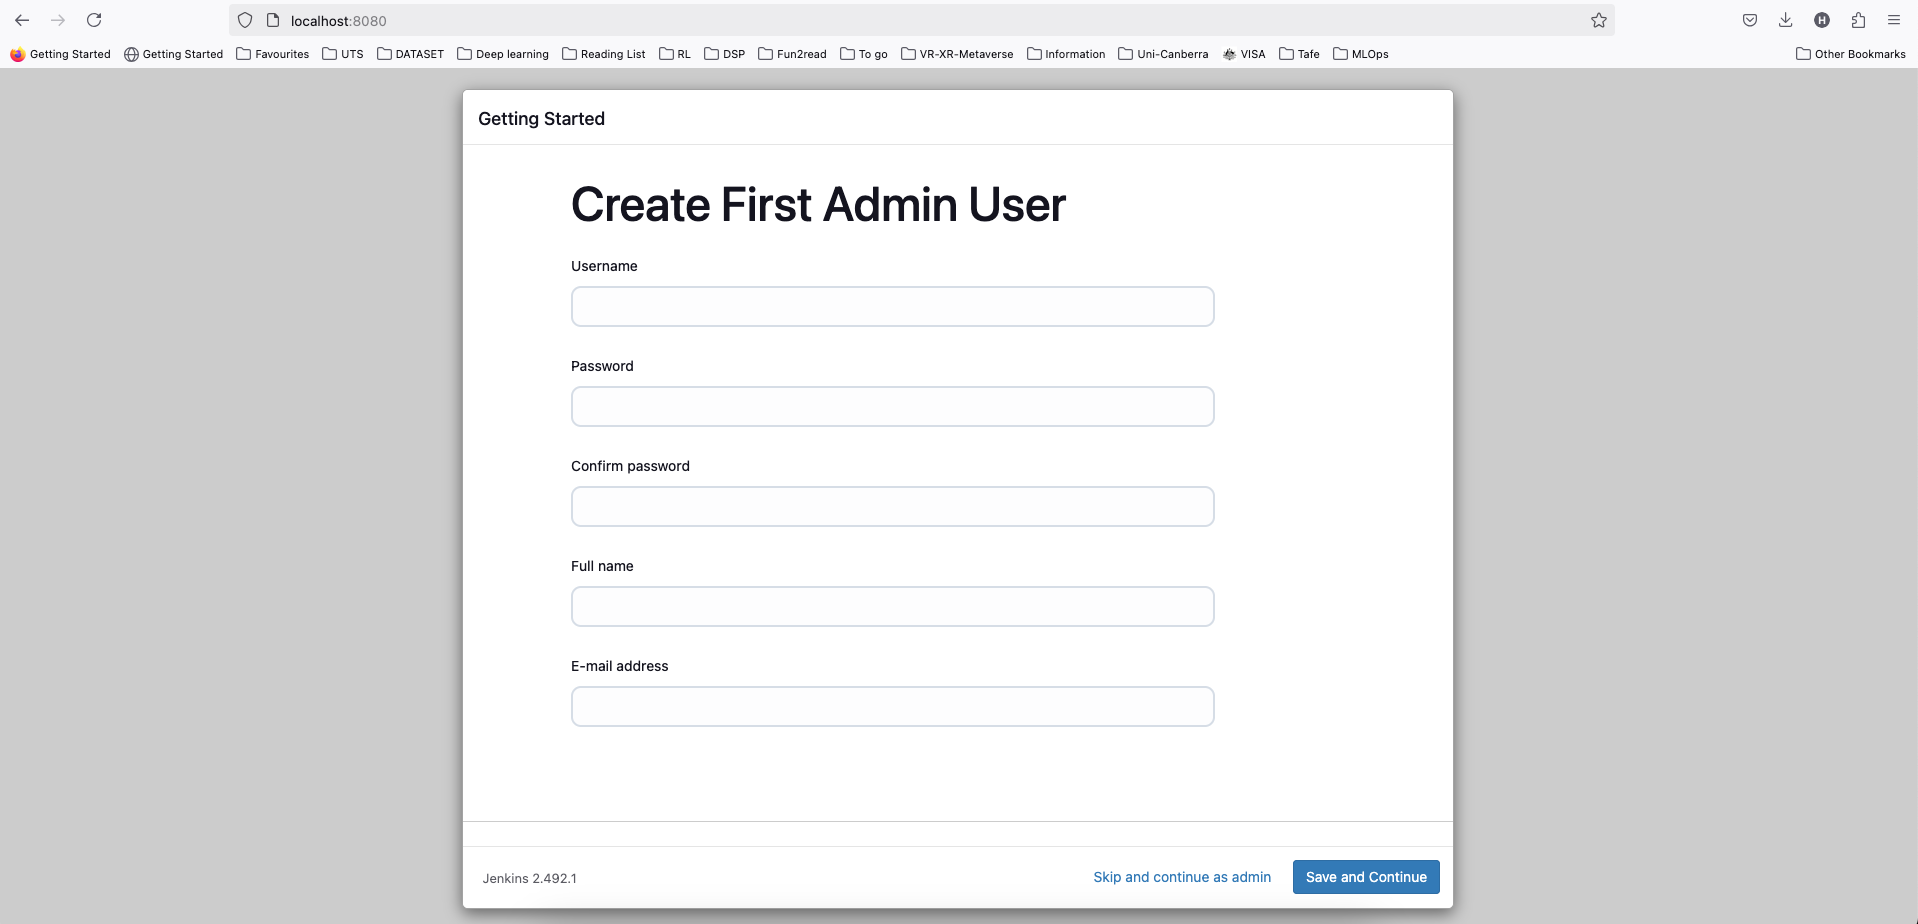 localhost:8080
Getting Started Getting Started Favourites UTS DATASET Deep learning Reading List RL DSP Fun2read To go VR-XR-Metaverse Information Uni-Canberra VISA Tafe MLOps Other Bookmarks
Getting Started
Create First Admin User
Username
Password
Confirm password
Full name
E-mail address
Jenkins 2.492.1 Skip and continue as admin Save and Continue